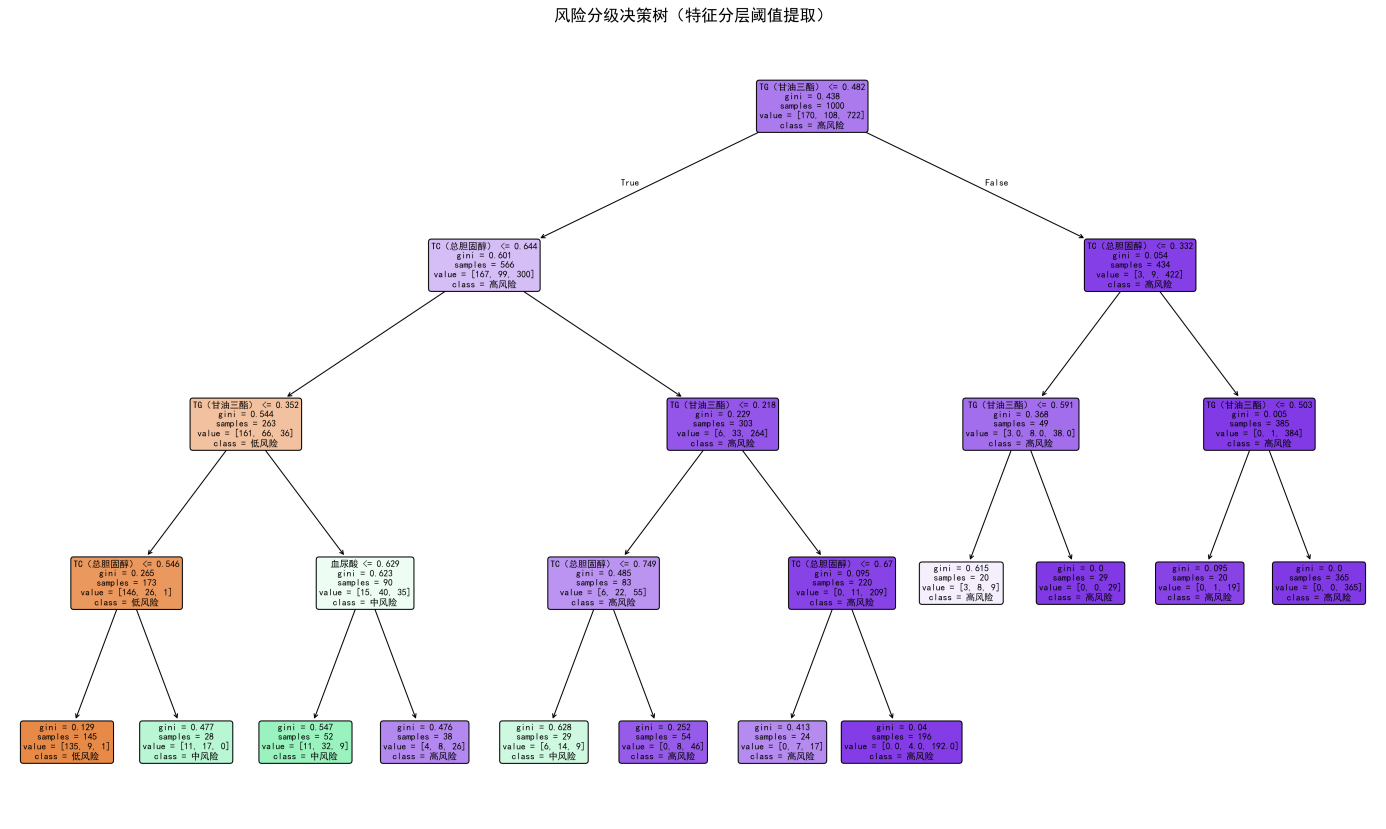 风险分级决策树（特征分层阈值提取）
TG（甘油三酯） <= 0.482
gini = 0.438
samples = 1000
value = [170, 108, 722]
class = 高风险
True
False
TC（总胆固醇） <= 0.644
gini = 0.601
samples = 566
value = [167, 99, 300]
class = 高风险
TC（总胆固醇） <= 0.332
gini = 0.054
samples = 434
value = [3, 9, 422]
class = 高风险
TG（甘油三酯） <= 0.352
gini = 0.544
samples = 263
value = [161, 66, 36]
class = 低风险
TG（甘油三酯） <= 0.218
gini = 0.229
samples = 303
value = [6, 33, 264]
class = 高风险
TG（甘油三酯） <= 0.591
gini = 0.368
samples = 49
value = [3.0, 8.0, 38.0]
class = 高风险
TG（甘油三酯） <= 0.503
gini = 0.005
samples = 385
value = [0, 1, 384]
class = 高风险
TC（总胆固醇） <= 0.546
gini = 0.265
samples = 173
value = [146, 26, 1]
class = 低风险
血尿酸 <= 0.629
gini = 0.623
samples = 90
value = [15, 40, 35]
class = 中风险
TC（总胆固醇） <= 0.749
gini = 0.485
samples = 83
value = [6, 22, 55]
class = 高风险
TC（总胆固醇） <= 0.67
gini = 0.095
samples = 220
value = [0, 11, 209]
class = 高风险
gini = 0.615
samples = 20
value = [3, 8, 9]
class = 高风险
gini = 0.0
samples = 29
value = [0, 0, 29]
class = 高风险
gini = 0.095
samples = 20
value = [0, 1, 19]
class = 高风险
gini = 0.0
samples = 365
value = [0, 0, 365]
class = 高风险
gini = 0.129
samples = 145
value = [135, 9, 1]
class = 低风险
gini = 0.477
samples = 28
value = [11, 17, 0]
class = 中风险
gini = 0.547
samples = 52
value = [11, 32, 9]
class = 中风险
gini = 0.476
samples = 38
value = [4, 8, 26]
class = 高风险
gini = 0.628
samples = 29
value = [6, 14, 9]
class = 中风险
gini = 0.252
samples = 54
value = [0, 8, 46]
class = 高风险
gini = 0.413
samples = 24
value = [0, 7, 17]
class = 高风险
gini = 0.04
samples = 196
value = [0.0, 4.0, 192.0]
class = 高风险